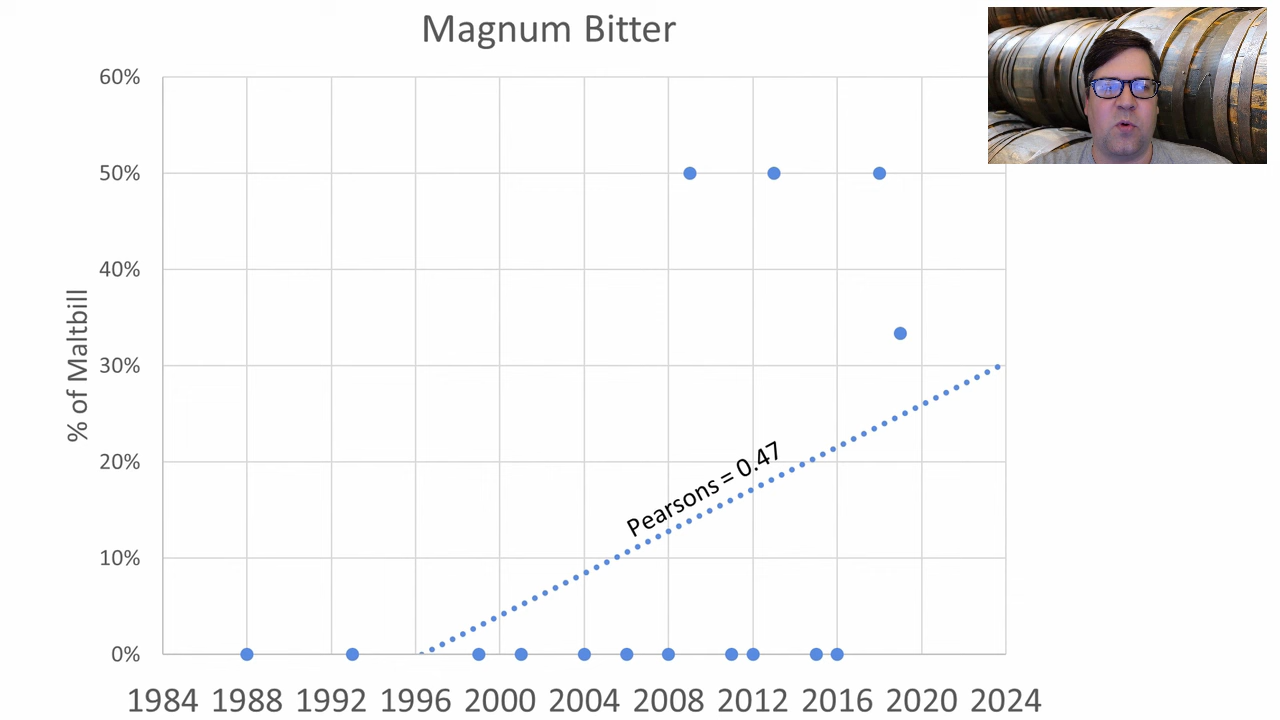 Magnum Bitter
60%
50%
40%
30%
20%
10%
0%
% of Maltbill
Pearsons = 0.47
1984 1988 1992 1996 2000 2004 2008 2012 2016 2020 2024